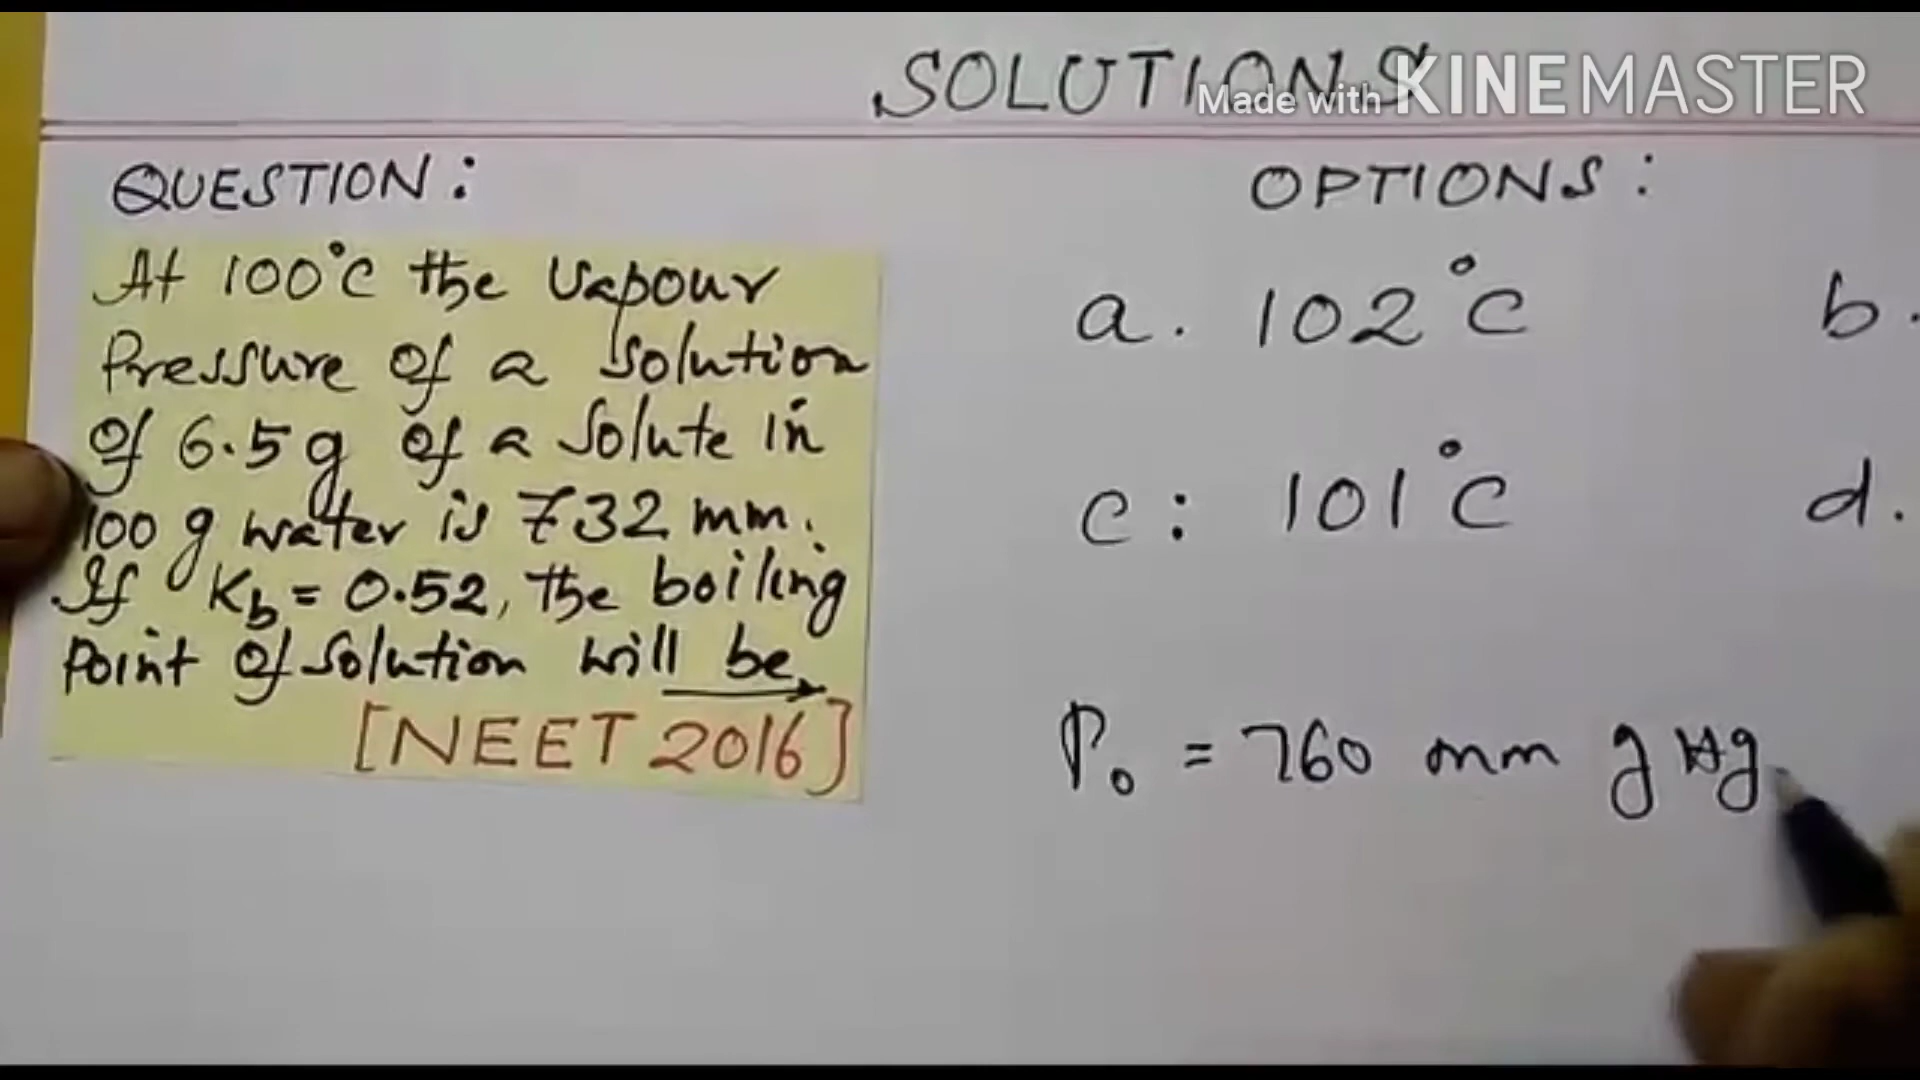 SOLUTIONS
Made with KINEMASTER
QUESTION:
At 100°C the Vapour
Pressure of a solution
of 6.5g of a Solute in
100 g water is 732 mm.
If Kb = 0.52, the boiling
Point of Solution will be
[NEET 2016]
OPTIONS:
a. 102°C
b.
c: 101°C
d.
P₀ = 760 mm g Hg